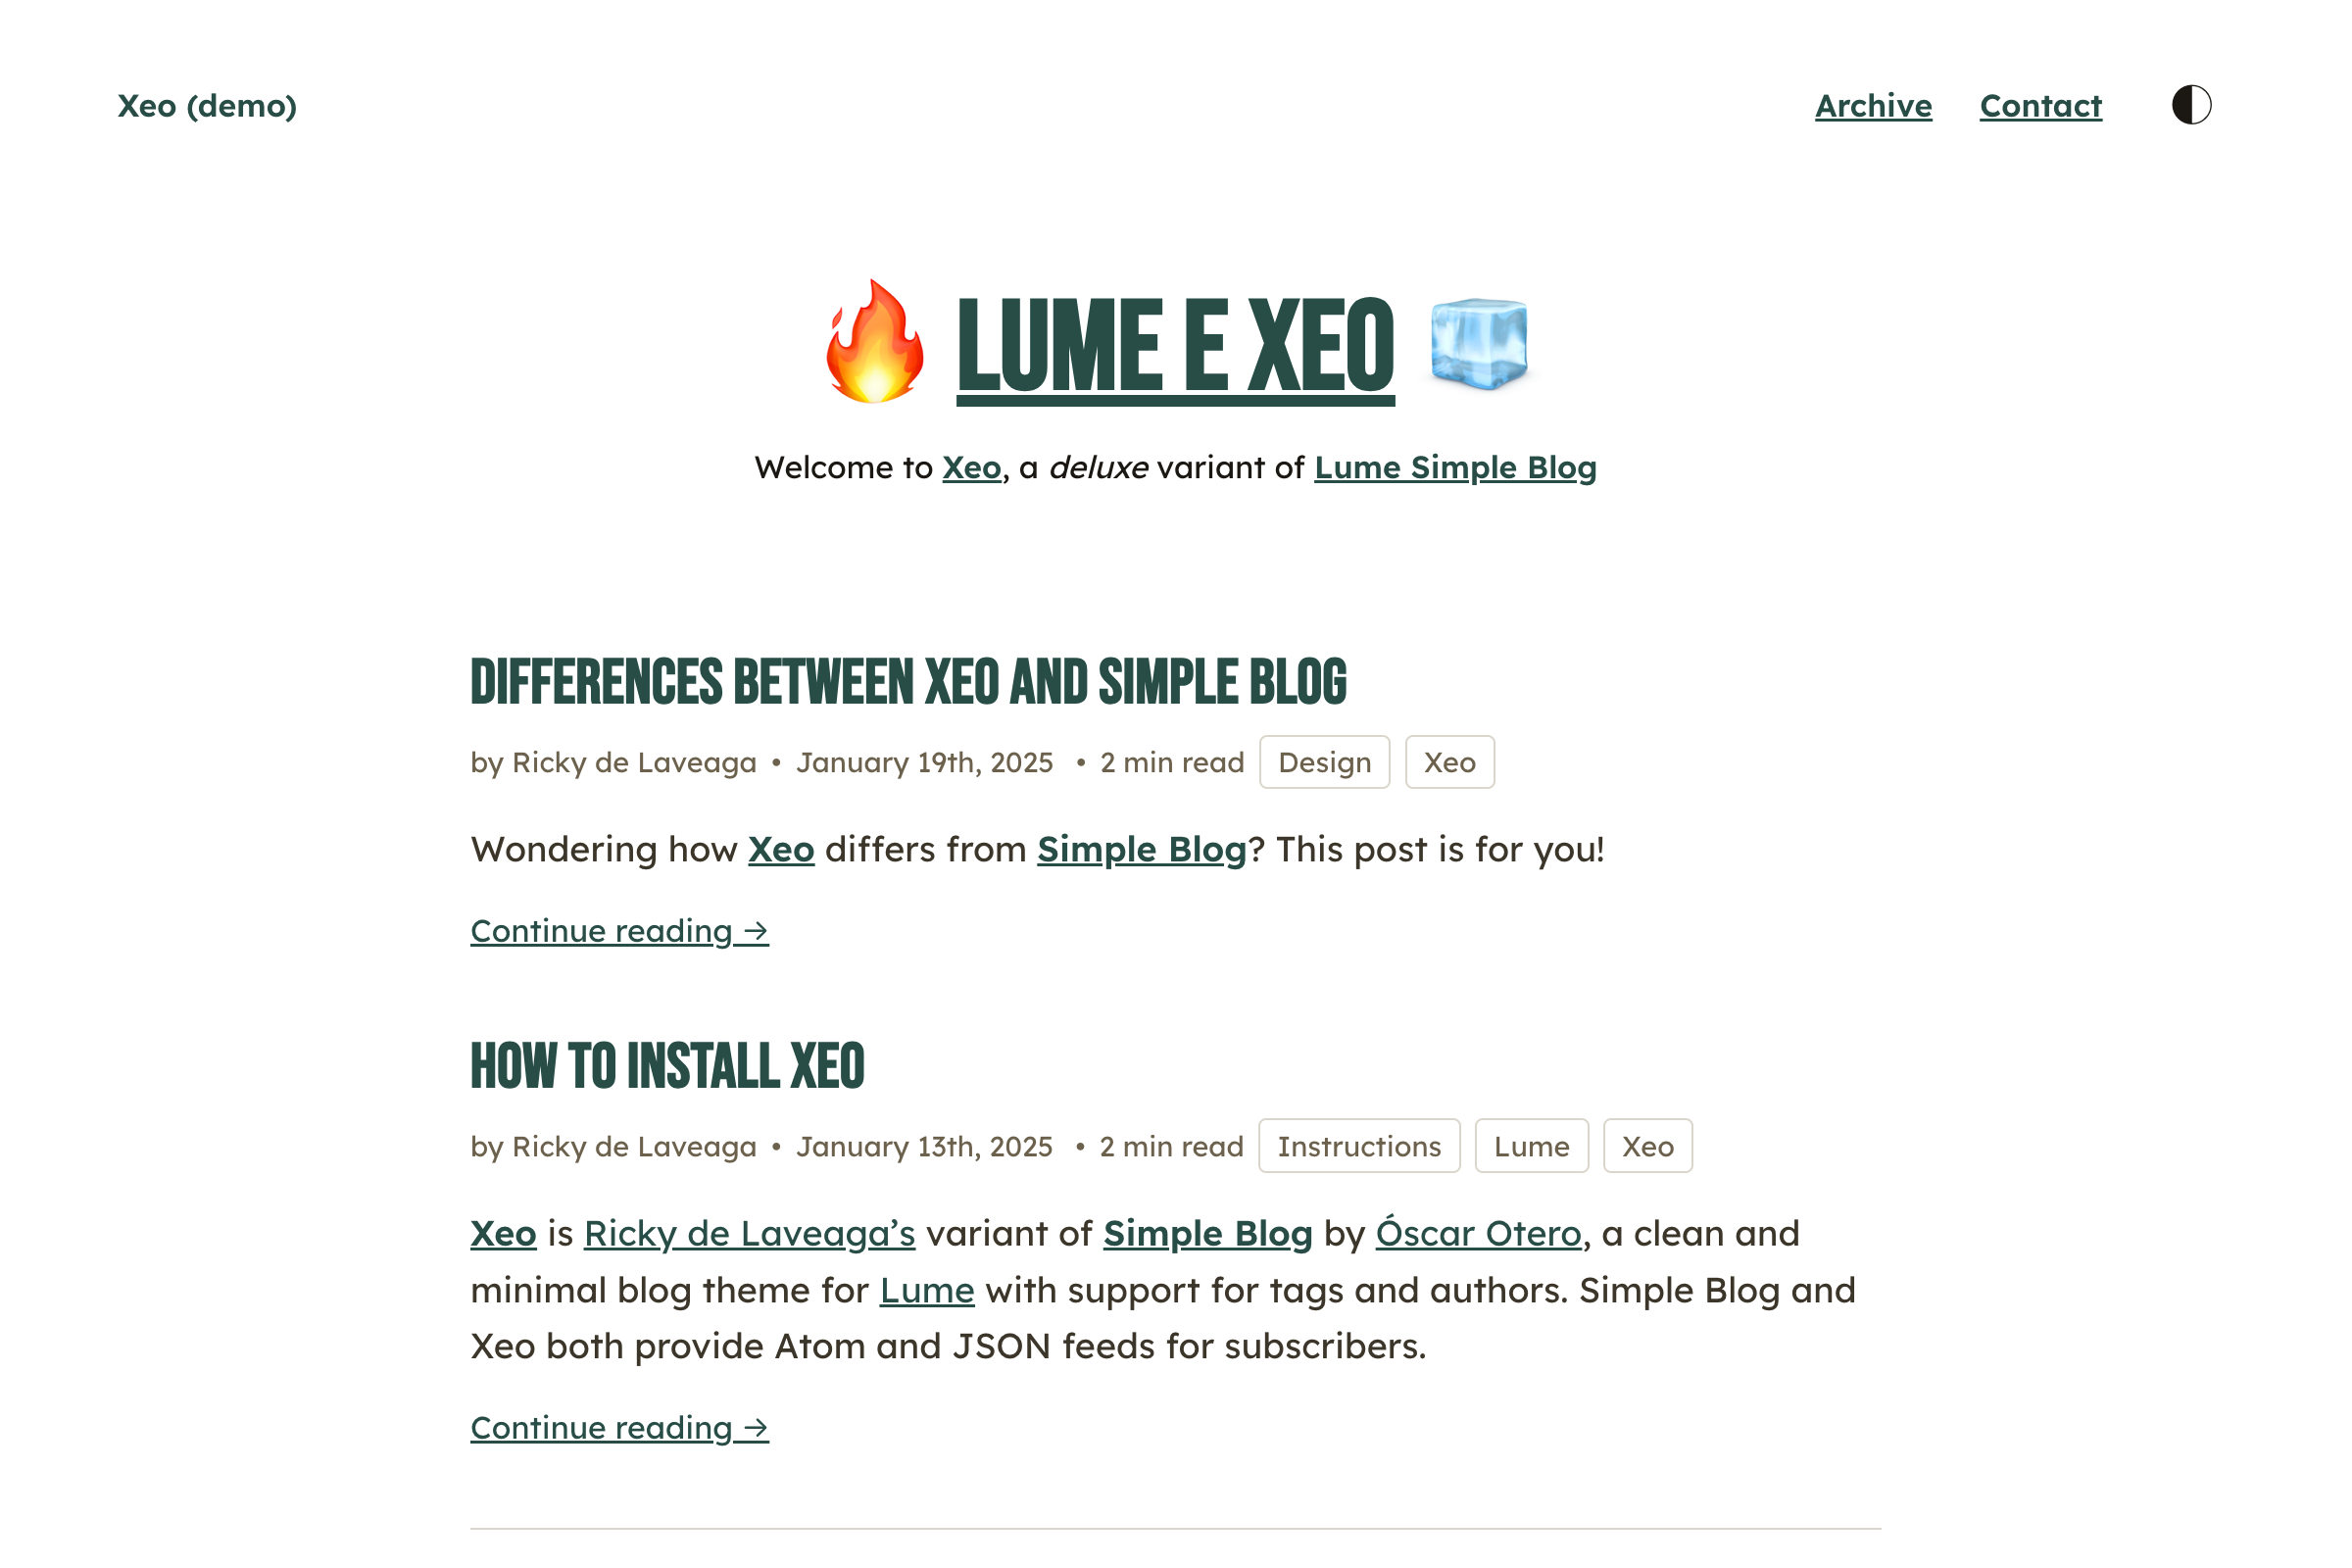 Xeo (demo)
Archive Contact
🔥 LUME E XEO 🧊
Welcome to Xeo, a deluxe variant of Lume Simple Blog
DIFFERENCES BETWEEN XEO AND SIMPLE BLOG
by Ricky de Laveaga • January 19th, 2025 • 2 min read Design Xeo
Wondering how Xeo differs from Simple Blog? This post is for you!
Continue reading →
HOW TO INSTALL XEO
by Ricky de Laveaga • January 13th, 2025 • 2 min read Instructions Lume Xeo
Xeo is Ricky de Laveaga’s variant of Simple Blog by Óscar Otero, a clean and
minimal blog theme for Lume with support for tags and authors. Simple Blog and
Xeo both provide Atom and JSON feeds for subscribers.
Continue reading →